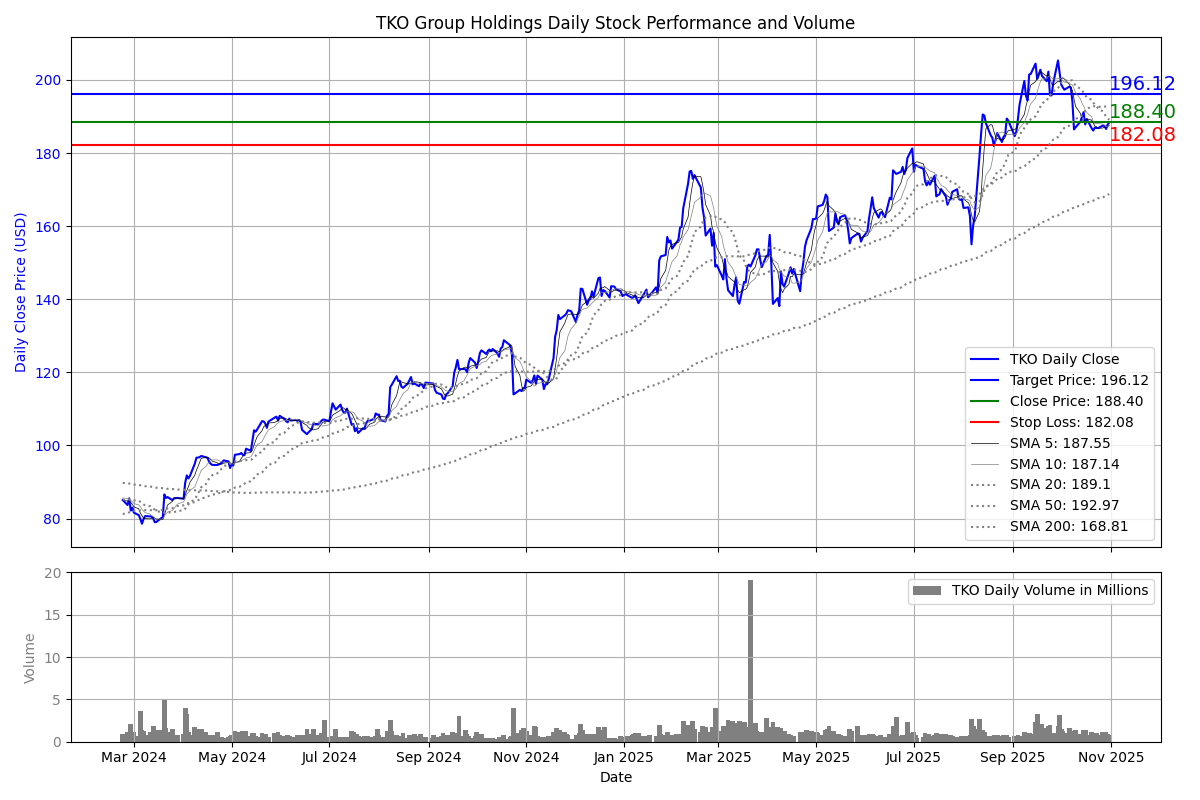 TKO Group Holdings Daily Stock Performance and Volume
Daily Close Price (USD)
200
180
160
140
120
100
80
196.12
188.40
182.08
TKO Daily Close
Target Price: 196.12
Close Price: 188.40
Stop Loss: 182.08
SMA 5: 187.55
SMA 10: 187.14
SMA 20: 189.1
SMA 50: 192.97
SMA 200: 168.81
Volume
20
15
10
5
0
TKO Daily Volume in Millions
Mar 2024 May 2024 Jul 2024 Sep 2024 Nov 2024 Jan 2025 Mar 2025 May 2025 Jul 2025 Sep 2025 Nov 2025
Date